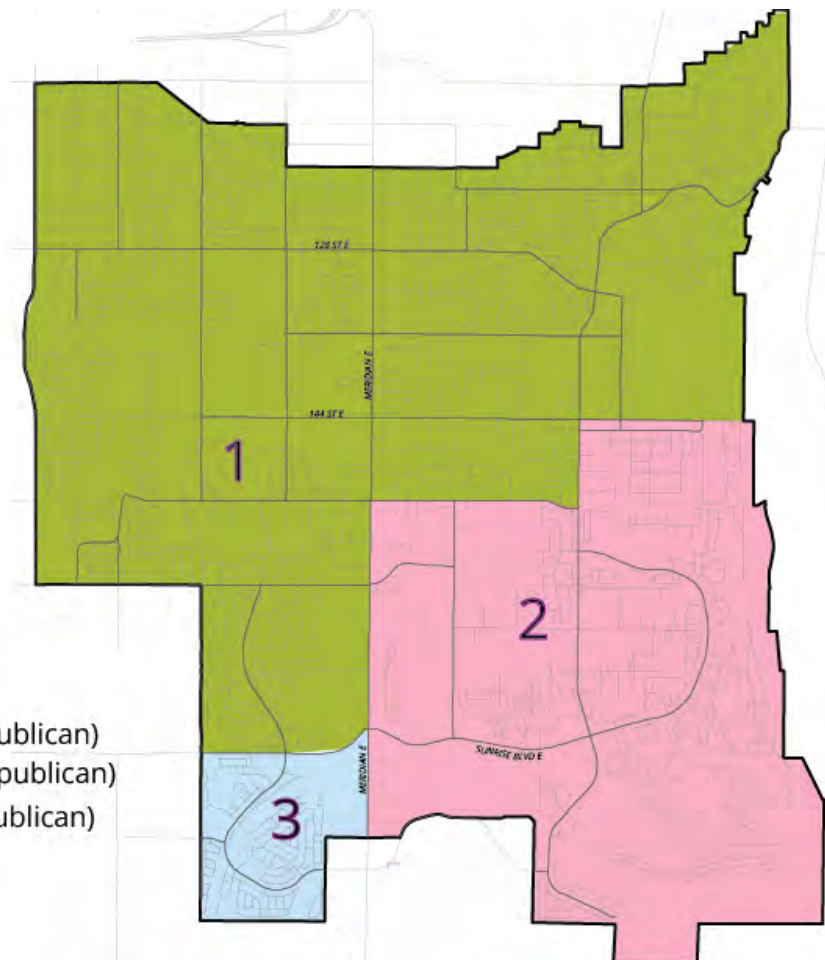 128 ST E
MERIDIAN E
144 ST E
1
2
ublican)
SUNRISE BLVD E
MERIDIAN E
publican)
3
ublican)